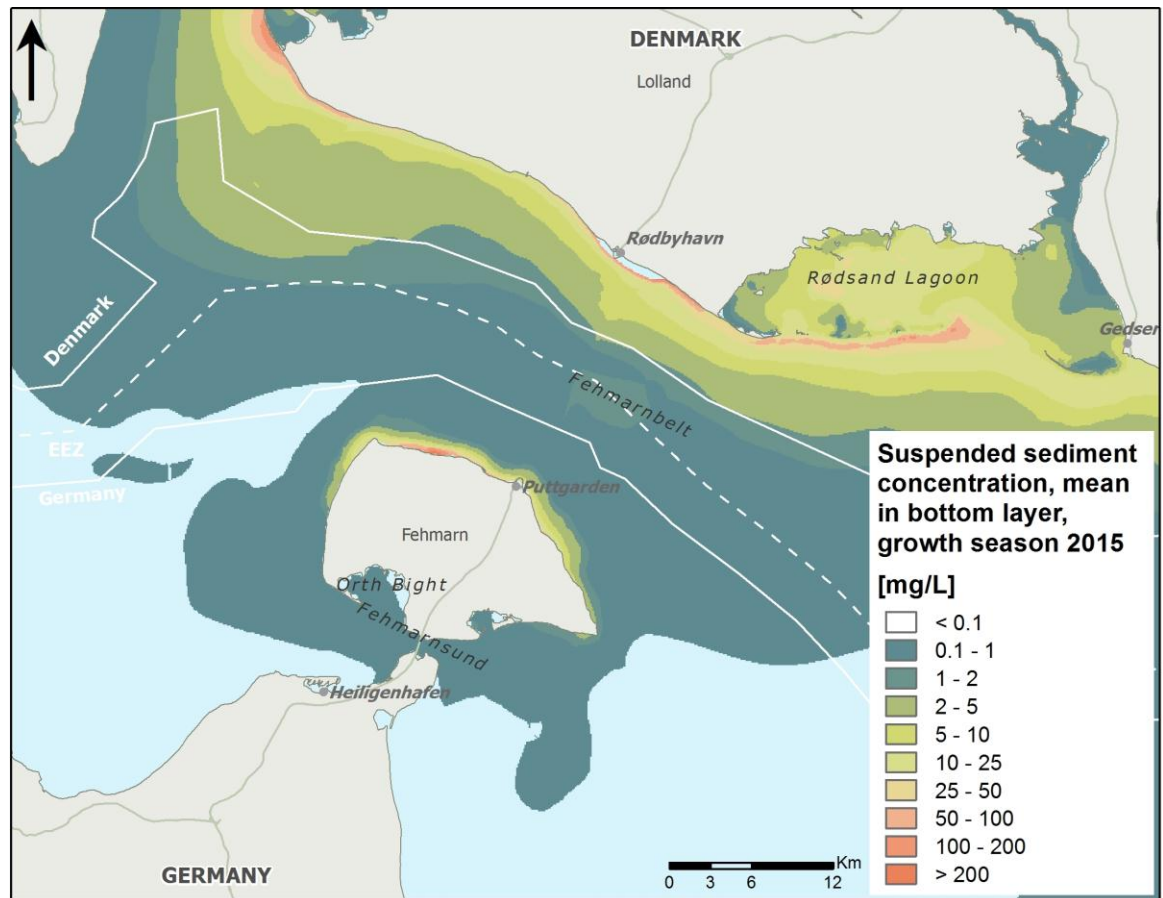 DENMARK
Lolland
Rødbyhavn
Rødsand Lagoon
Gedser
Denmark
Fehmarnbelt
EEZ
Germany
Puttgarden
Fehmarn
Orth Bight
Fehmarnsund
Heiligenhafen
GERMANY
Suspended sediment
concentration, mean
in bottom layer,
growth season 2015
[mg/L]
< 0.1
0.1 - 1
1 - 2
2 - 5
5 - 10
10 - 25
25 - 50
50 - 100
100 - 200
> 200
Km
0 3 6 12